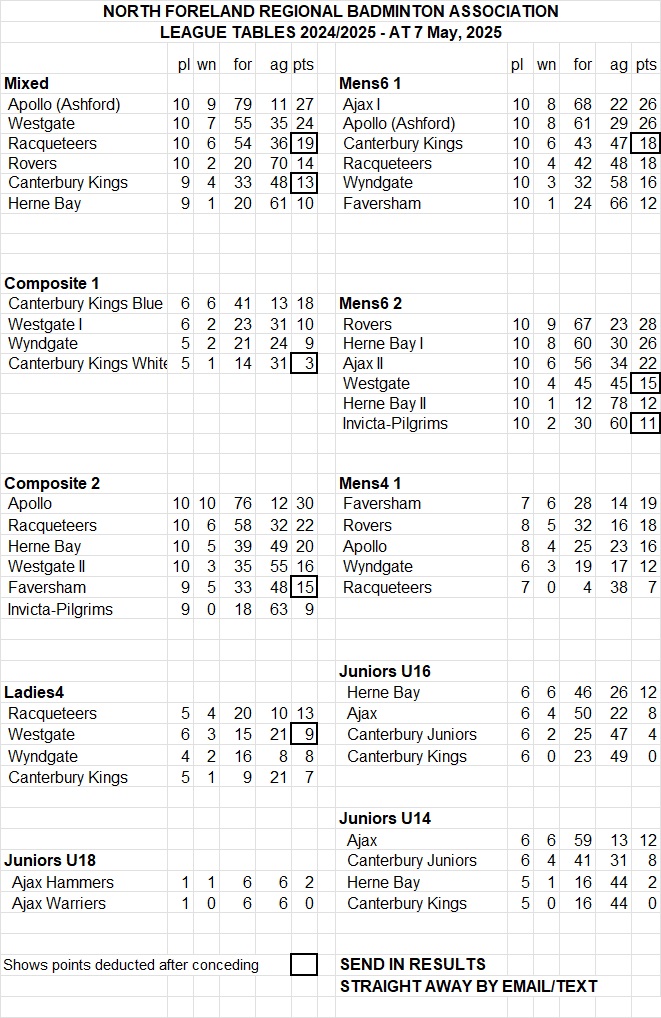 NORTH FORELAND REGIONAL BADMINTON ASSOCIATION
LEAGUE TABLES 2024/2025 - AT 7 May, 2025
pl wn for ag pts
Mixed
Apollo (Ashford) 10 9 79 11 27
Westgate 10 7 55 35 24
Racqueteers 10 6 54 36 19
Rovers 10 2 20 70 14
Canterbury Kings 9 4 33 48 13
Herne Bay 9 1 20 61 10
Composite 1
Canterbury Kings Blue 6 6 41 13 18
Westgate I 6 2 23 31 10
Wyndgate 5 2 21 24 9
Canterbury Kings White 5 1 14 31 3
Composite 2
Apollo 10 10 76 12 30
Racqueteers 10 6 58 32 22
Herne Bay 10 5 39 49 20
Westgate II 10 3 35 55 16
Faversham 9 5 33 48 15
Invicta-Pilgrims 9 0 18 63 9
Ladies4
Racqueteers 5 4 20 10 13
Westgate 6 3 15 21 9
Wyndgate 4 2 16 8 8
Canterbury Kings 5 1 9 21 7
Juniors U18
Ajax Hammers 1 1 6 6 2
Ajax Warriers 1 0 6 6 0
Shows points deducted after conceding
pl wn for ag pts
Mens6 1
Ajax I 10 8 68 22 26
Apollo (Ashford) 10 8 61 29 26
Canterbury Kings 10 6 43 47 18
Racqueteers 10 4 42 48 18
Wyndgate 10 3 32 58 16
Faversham 10 1 24 66 12
Mens6 2
Rovers 10 9 67 23 28
Herne Bay I 10 8 60 30 26
Ajax II 10 6 56 34 22
Westgate 10 4 45 45 15
Herne Bay II 10 1 12 78 12
Invicta-Pilgrims 10 2 30 60 11
Mens4 1
Faversham 7 6 28 14 19
Rovers 8 5 32 16 18
Apollo 8 4 25 23 16
Wyndgate 6 3 19 17 12
Racqueteers 7 0 4 38 7
Juniors U16
Herne Bay 6 6 46 26 12
Ajax 6 4 50 22 8
Canterbury Juniors 6 2 25 47 4
Canterbury Kings 6 0 23 49 0
Juniors U14
Ajax 6 6 59 13 12
Canterbury Juniors 6 4 41 31 8
Herne Bay 5 1 16 44 2
Canterbury Kings 5 0 16 44 0
SEND IN RESULTS
STRAIGHT AWAY BY EMAIL/TEXT